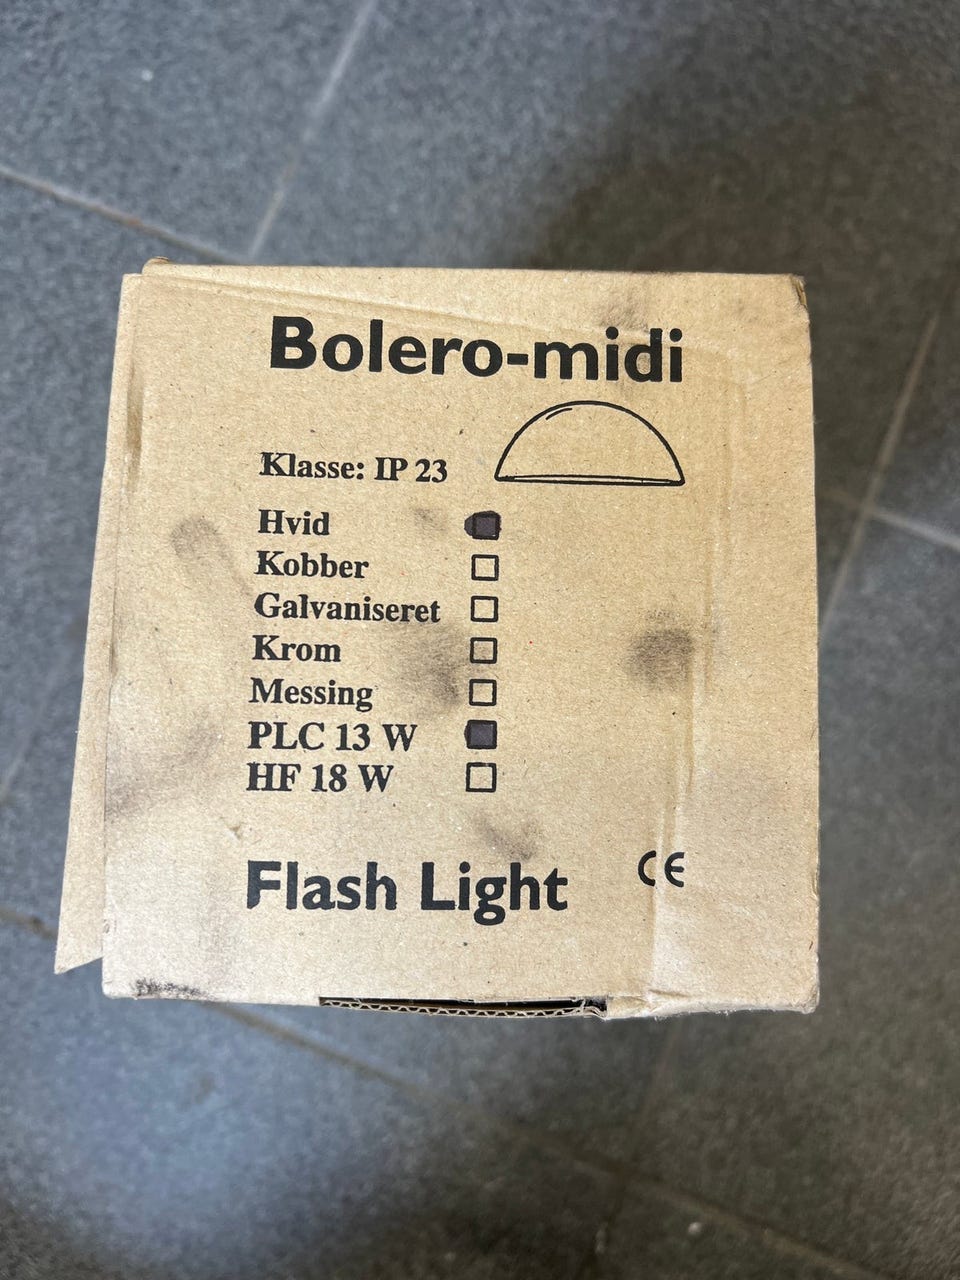 Bolero-midi
Klasse: IP 23
Hvid
Kobber
Galvaniseret
Krom
Messing
PLC 13 W
HF 18 W
Flash Light
CE